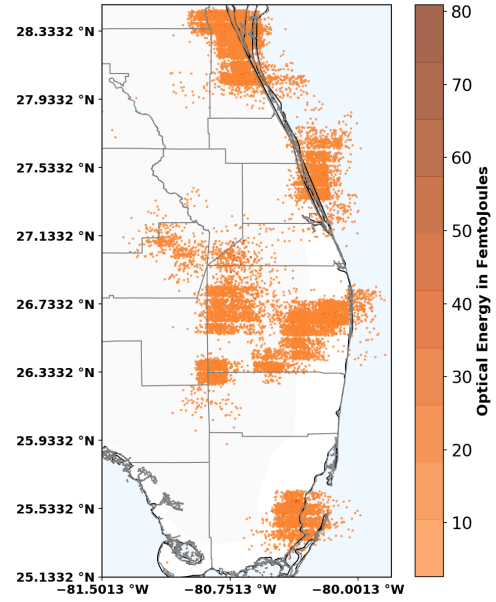 28.3332 °N
27.9332 °N
27.5332 °N
27.1332 °N
26.7332 °N
26.3332 °N
25.9332 °N
25.5332 °N
25.1332 °N
−81.5013 °W
−80.7513 °W
−80.0013 °W
80
70
60
50
40
30
20
10
Optical Energy in FemtoJoules